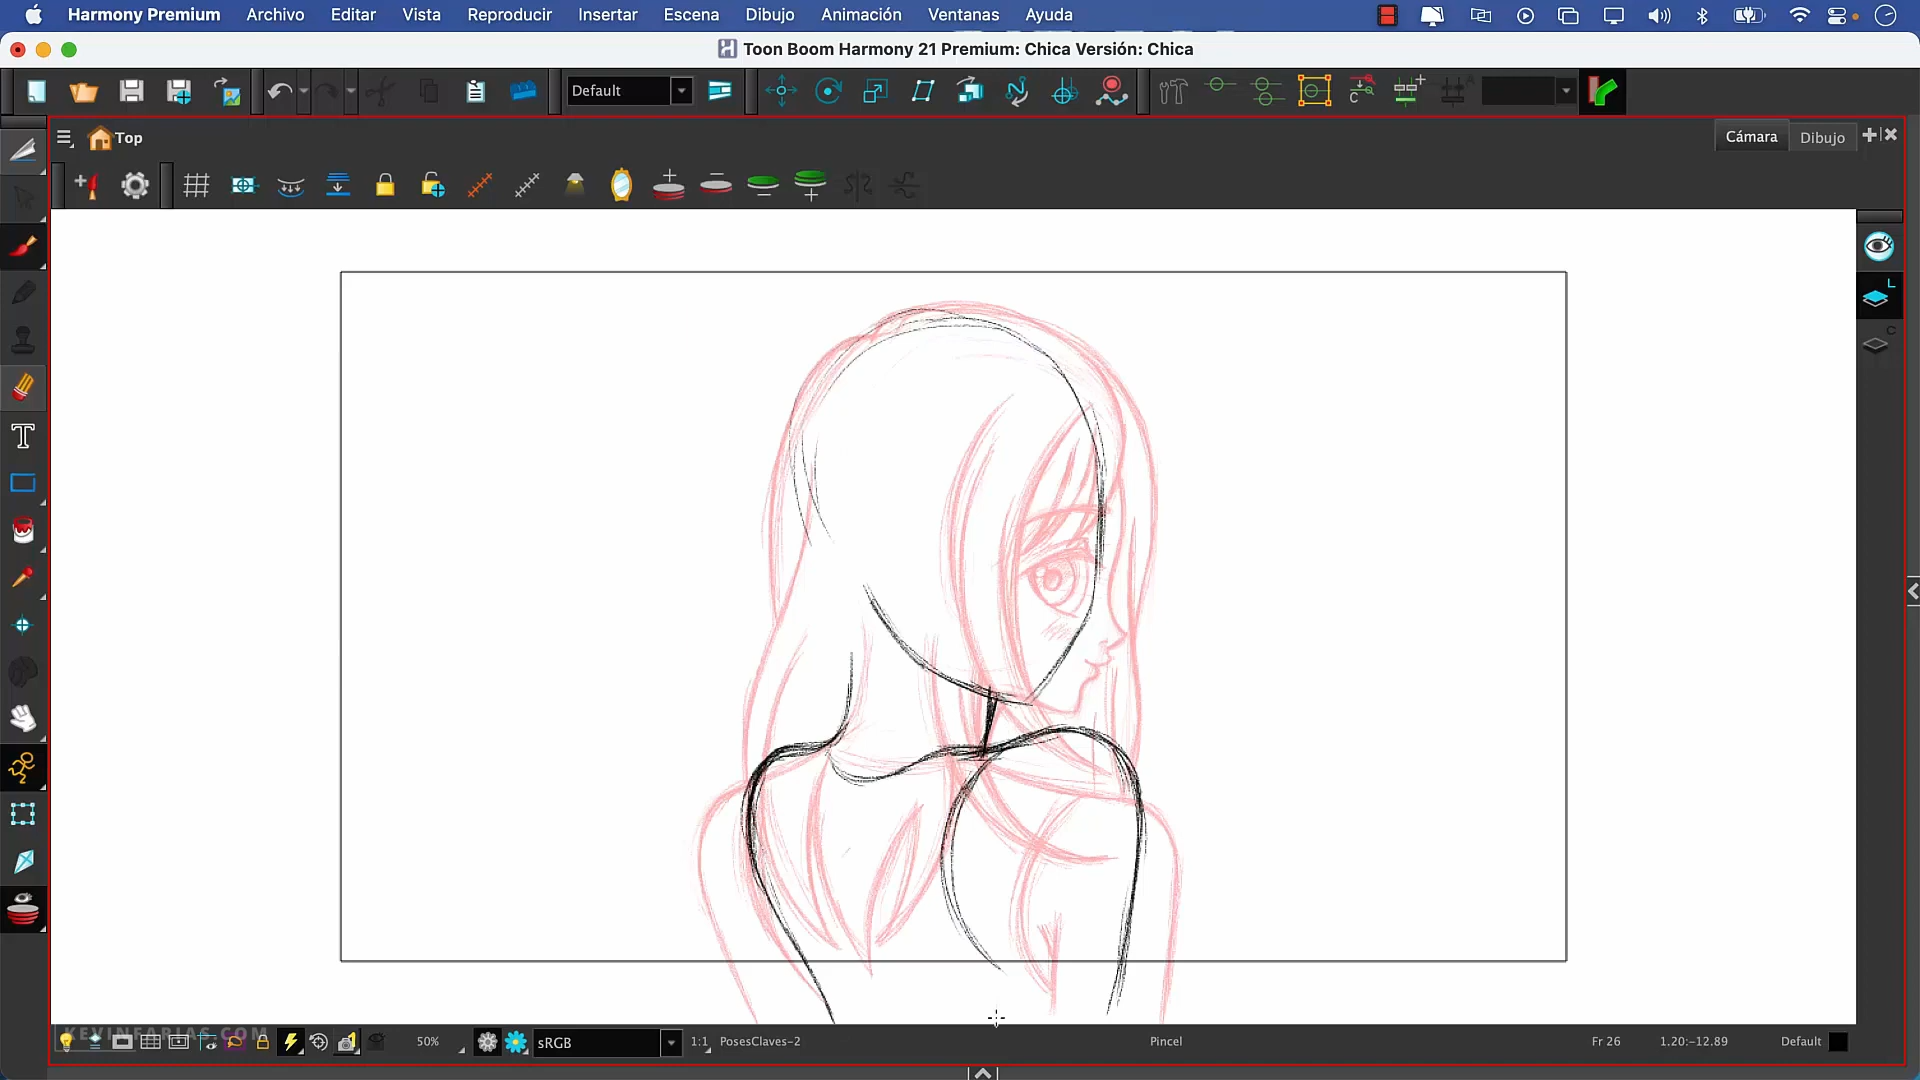 Harmony Premium Archivo Editar Vista Reproducir Insertar Escena Dibujo Animación Ventanas Ayuda
Toon Boom Harmony 21 Premium: Chica Versión: Chica
Default
Top
Cámara
Dibujo
L
C
KEVINFARIAS.COM
50%
sRGB
1:1
PosesClaves-2
Pincel
Fr 26
1.20:-12.89
Default